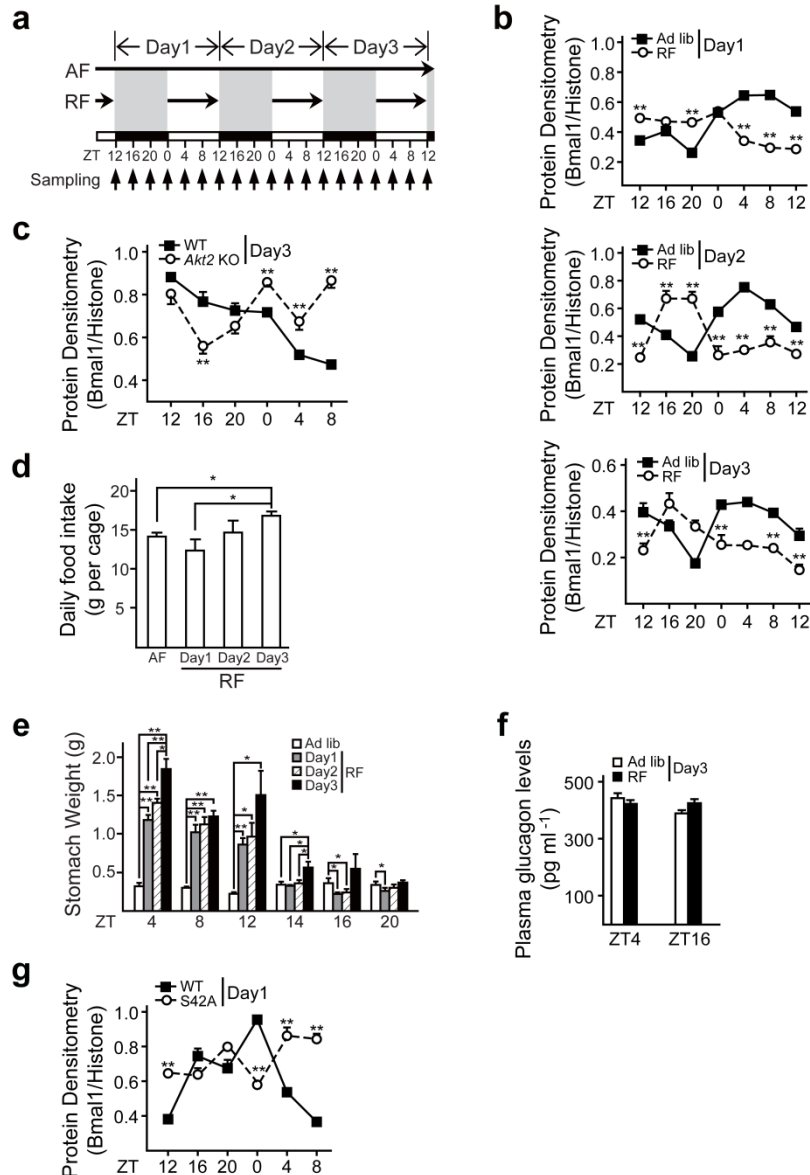 a
Day1 Day2 Day3
AF
RF
ZT 12 16 20 0 4 8 12 16 20 0 4 8 12 16 20 0 4 8 12
Sampling
b
Ad lib
RF
Day1
Protein Densitometry
(Bmal1/Histone)
1.0
0.8
0.6
0.4
0.2
** ** ** ** **
ZT 12 16 20 0 4 8 12
Ad lib
RF
Day2
Protein Densitometry
(Bmal1/Histone)
1.0
0.8
0.6
0.4
0.2
** ** ** ** ** ** **
ZT 12 16 20 0 4 8 12
Ad lib
RF
Day3
Protein Densitometry
(Bmal1/Histone)
0.6
0.4
0.2
** ** ** **
ZT 12 16 20 0 4 8 12
c
WT
Akt2 KO
Day3
Protein Densitometry
(Bmal1/Histone)
1.0
0.8
0.6
0.4
** ** ** **
ZT 12 16 20 0 4 8
d
Daily food intake
(g per cage)
20
15
10
5
*
*
AF Day1 Day2 Day3
RF
e
Ad lib
Day1
Day2
Day3
RF
Stomach Weight (g)
2.0
1.5
1.0
0.5
** ** * ** **
** ** **
* * **
* * *
* *
*
ZT 4 8 12 14 16 20
f
Ad lib
RF
Day3
Plasma glucagon levels
(pg ml -1)
500
300
100
ZT4 ZT16
g
WT
S42A
Day1
Protein Densitometry
(Bmal1/Histone)
1.0
0.8
0.6
0.4
** ** ** **
ZT 12 16 20 0 4 8